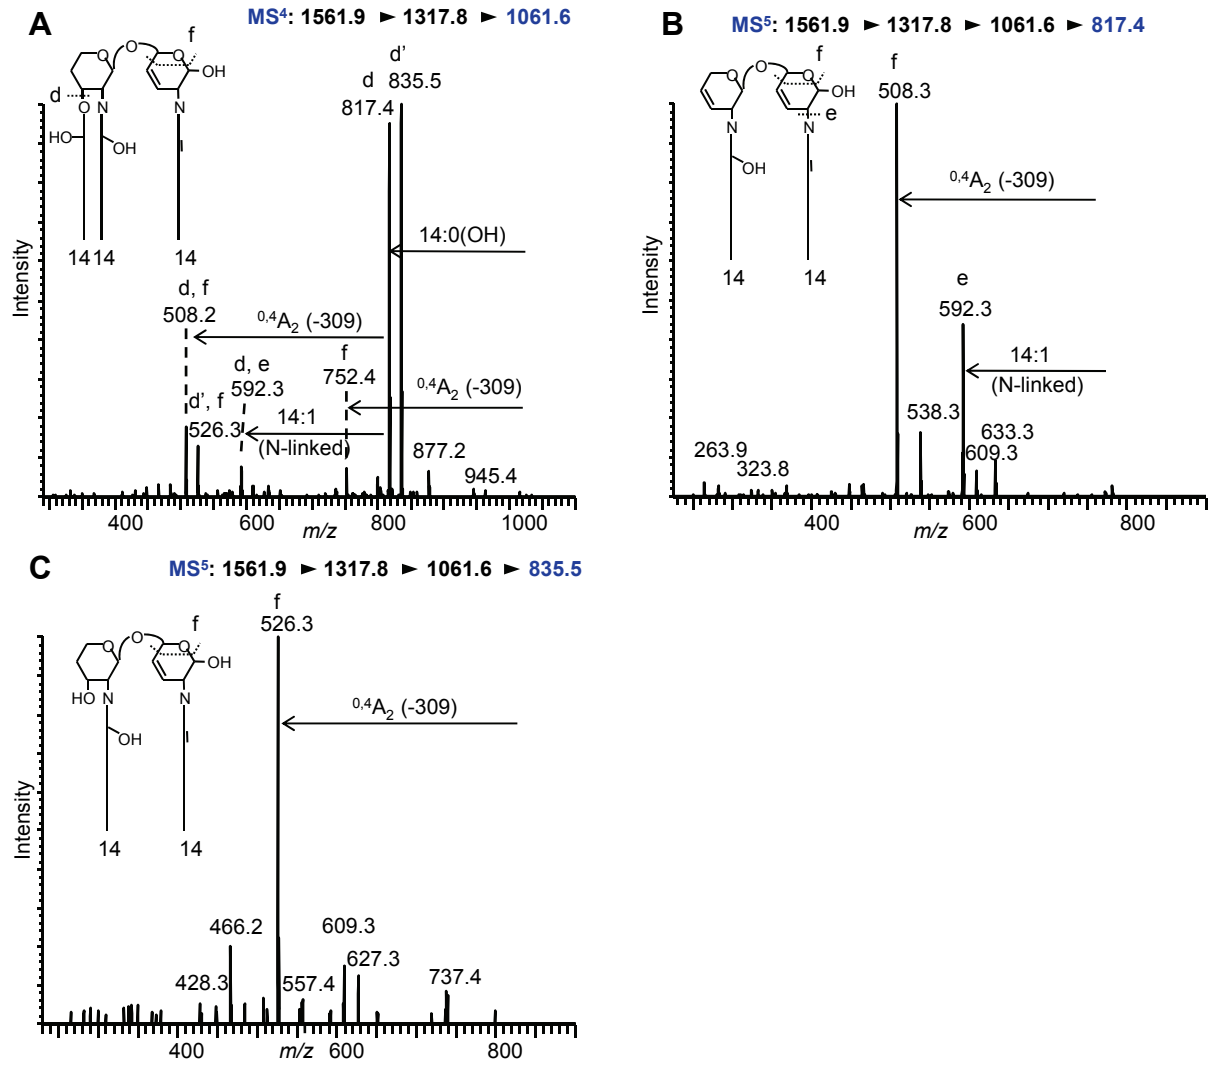 A
MS⁴: 1561.9 ► 1317.8 ► 1061.6
f
O
O
OH
d
O
N
N
HO
OH
14 14
14
d'
d
835.5
817.4
14:0(OH)
d, f
508.2
0,4A2 (-309)
f
752.4
d, e
592.3
0,4A2 (-309)
d', f
526.3
14:1
(N-linked)
877.2
945.4
Intensity
400
600
800
1000
m/z
B
MS⁵: 1561.9 ► 1317.8 ► 1061.6 ► 817.4
f
O
O
O
OH
e
N
N
OH
14
14
f
508.3
0,4A2 (-309)
e
592.3
14:1
(N-linked)
538.3
633.3
609.3
263.9
323.8
Intensity
400
600
800
m/z
C
MS⁵: 1561.9 ► 1317.8 ► 1061.6 ► 835.5
f
O
O
O
OH
HO
N
N
OH
14
14
f
526.3
0,4A2 (-309)
466.2
609.3
428.3
557.4
627.3
737.4
Intensity
400
m/z
600
800